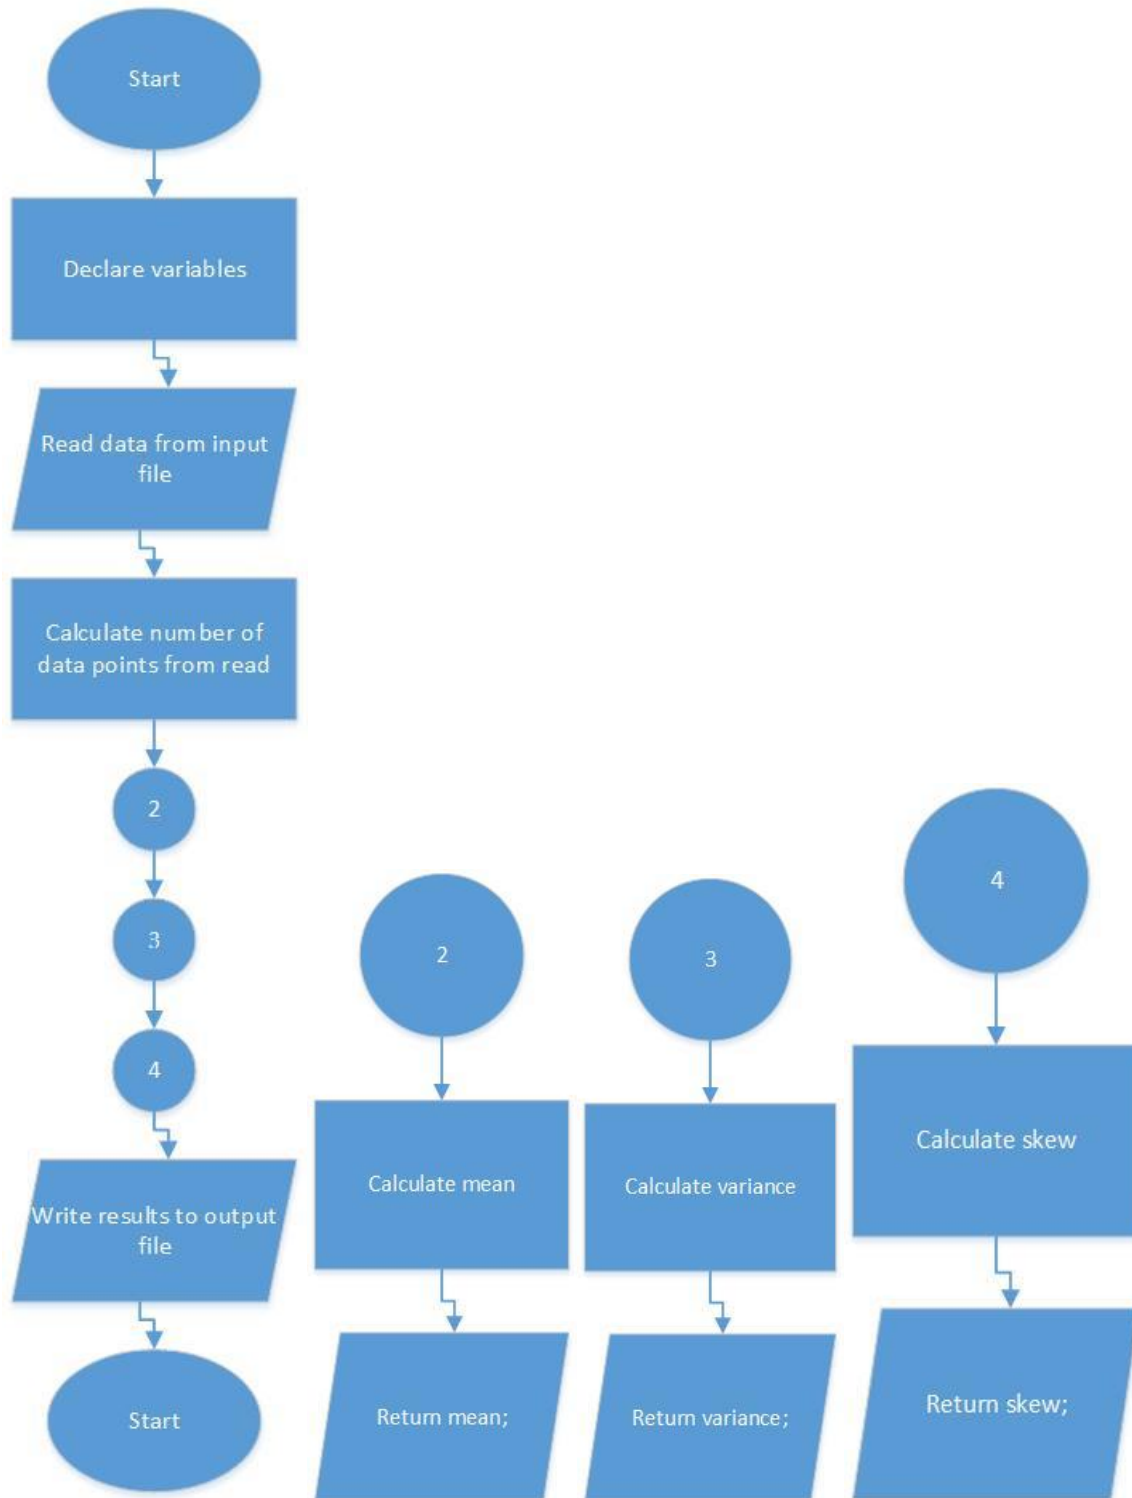 Start
Declare variables
Read data from input
file
Calculate number of
data points from read
2
3
4
Write results to output
file
Start
2
Calculate mean
Return mean;
3
Calculate variance
Return variance;
4
Calculate skew
Return skew;